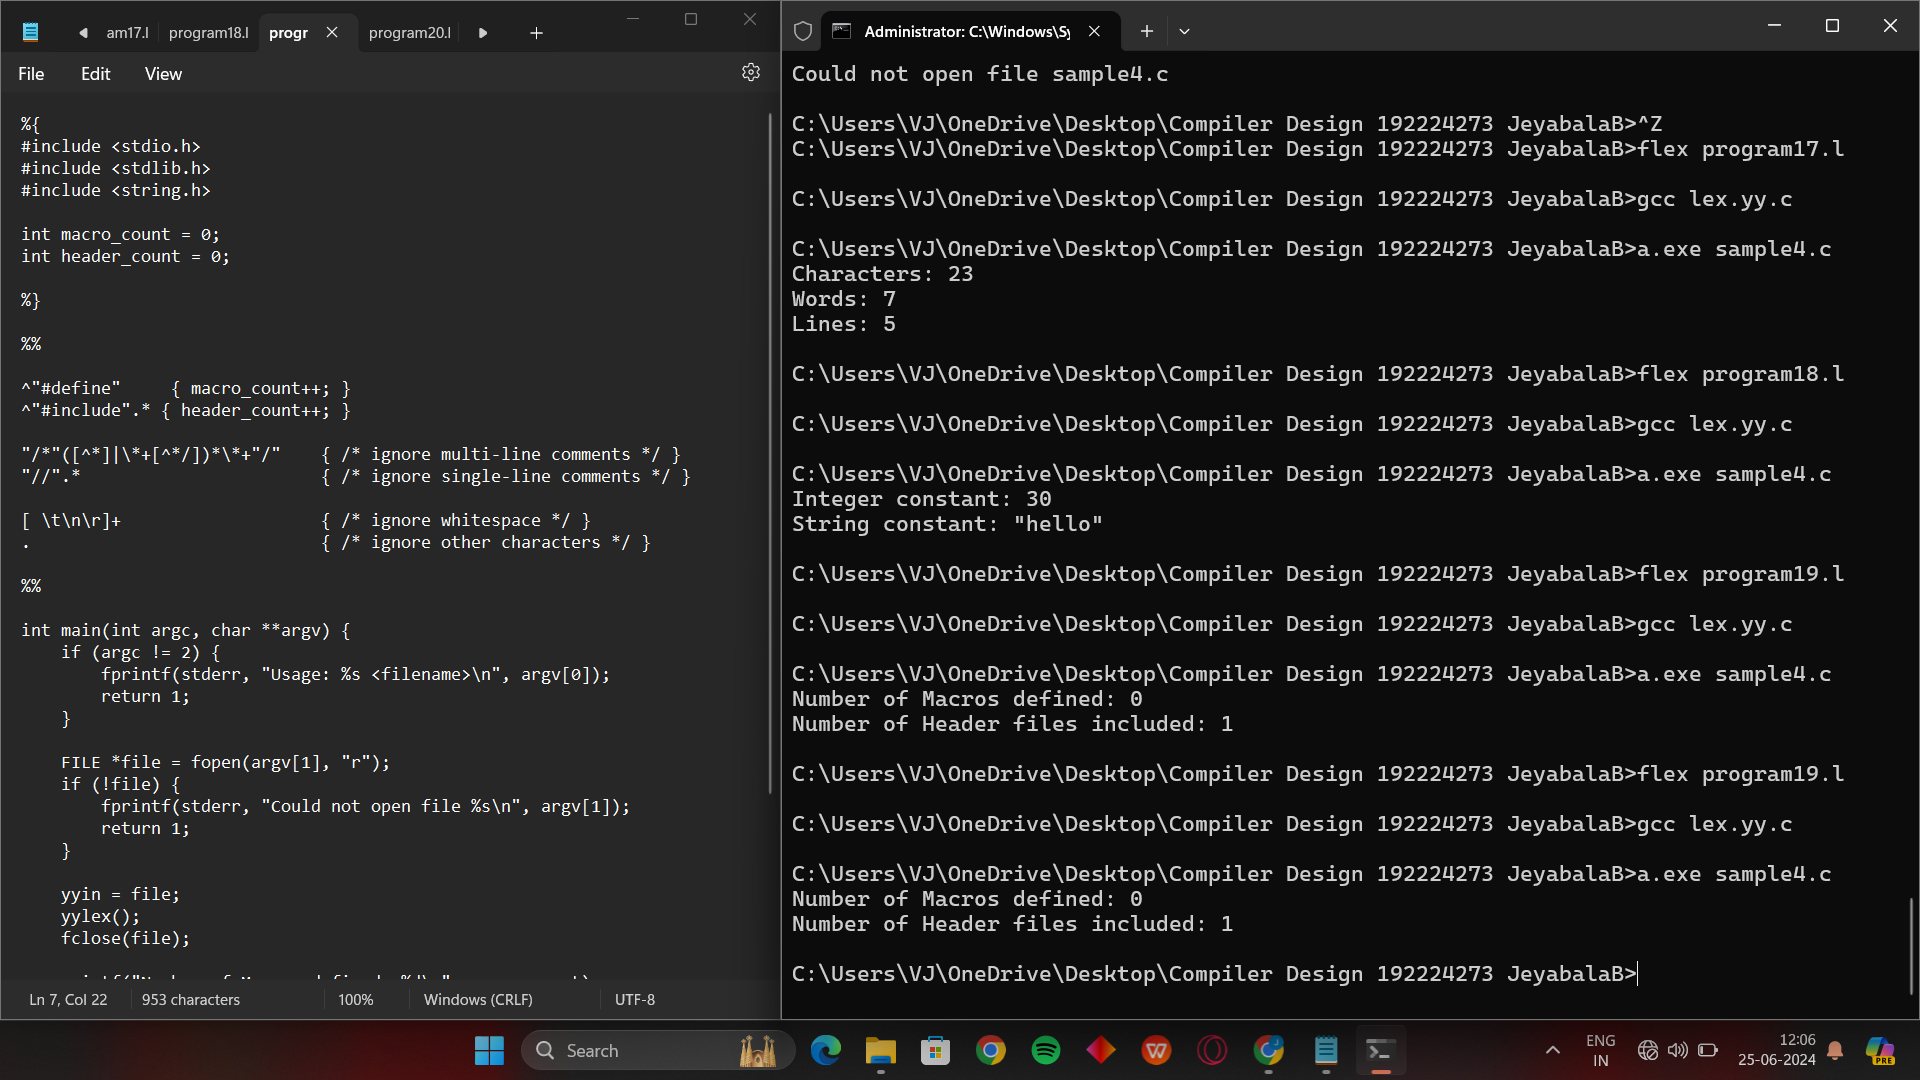 am17.l
program18.l
progr
program20.l
File
Edit
View
%{
#include <stdio.h>
#include <stdlib.h>
#include <string.h>
int macro_count = 0;
int header_count = 0;
%}
%%
^"#define"     { macro_count++; }
^"#include".* { header_count++; }
"/*"([^*]|\*+[^*/])*\*+"/"    { /* ignore multi-line comments */ }
"//".*                        { /* ignore single-line comments */ }
[ \t\n\r]+                    { /* ignore whitespace */ }
.                             { /* ignore other characters */ }
%%
int main(int argc, char **argv) {
    if (argc != 2) {
        fprintf(stderr, "Usage: %s <filename>\n", argv[0]);
        return 1;
    }
    FILE *file = fopen(argv[1], "r");
    if (!file) {
        fprintf(stderr, "Could not open file %s\n", argv[1]);
        return 1;
    }
    yyin = file;
    yylex();
    fclose(file);
Ln 7, Col 22
953 characters
100%
Windows (CRLF)
UTF-8
Administrator: C:\Windows\Sy
Could not open file sample4.c
C:\Users\VJ\OneDrive\Desktop\Compiler Design 192224273 JeyabalaB>^Z
C:\Users\VJ\OneDrive\Desktop\Compiler Design 192224273 JeyabalaB>flex program17.l
C:\Users\VJ\OneDrive\Desktop\Compiler Design 192224273 JeyabalaB>gcc lex.yy.c
C:\Users\VJ\OneDrive\Desktop\Compiler Design 192224273 JeyabalaB>a.exe sample4.c
Characters: 23
Words: 7
Lines: 5
C:\Users\VJ\OneDrive\Desktop\Compiler Design 192224273 JeyabalaB>flex program18.l
C:\Users\VJ\OneDrive\Desktop\Compiler Design 192224273 JeyabalaB>gcc lex.yy.c
C:\Users\VJ\OneDrive\Desktop\Compiler Design 192224273 JeyabalaB>a.exe sample4.c
Integer constant: 30
String constant: "hello"
C:\Users\VJ\OneDrive\Desktop\Compiler Design 192224273 JeyabalaB>flex program19.l
C:\Users\VJ\OneDrive\Desktop\Compiler Design 192224273 JeyabalaB>gcc lex.yy.c
C:\Users\VJ\OneDrive\Desktop\Compiler Design 192224273 JeyabalaB>a.exe sample4.c
Number of Macros defined: 0
Number of Header files included: 1
C:\Users\VJ\OneDrive\Desktop\Compiler Design 192224273 JeyabalaB>flex program19.l
C:\Users\VJ\OneDrive\Desktop\Compiler Design 192224273 JeyabalaB>gcc lex.yy.c
C:\Users\VJ\OneDrive\Desktop\Compiler Design 192224273 JeyabalaB>a.exe sample4.c
Number of Macros defined: 0
Number of Header files included: 1
C:\Users\VJ\OneDrive\Desktop\Compiler Design 192224273 JeyabalaB>
Search
ENG
IN
12:06
25-06-2024
PRE